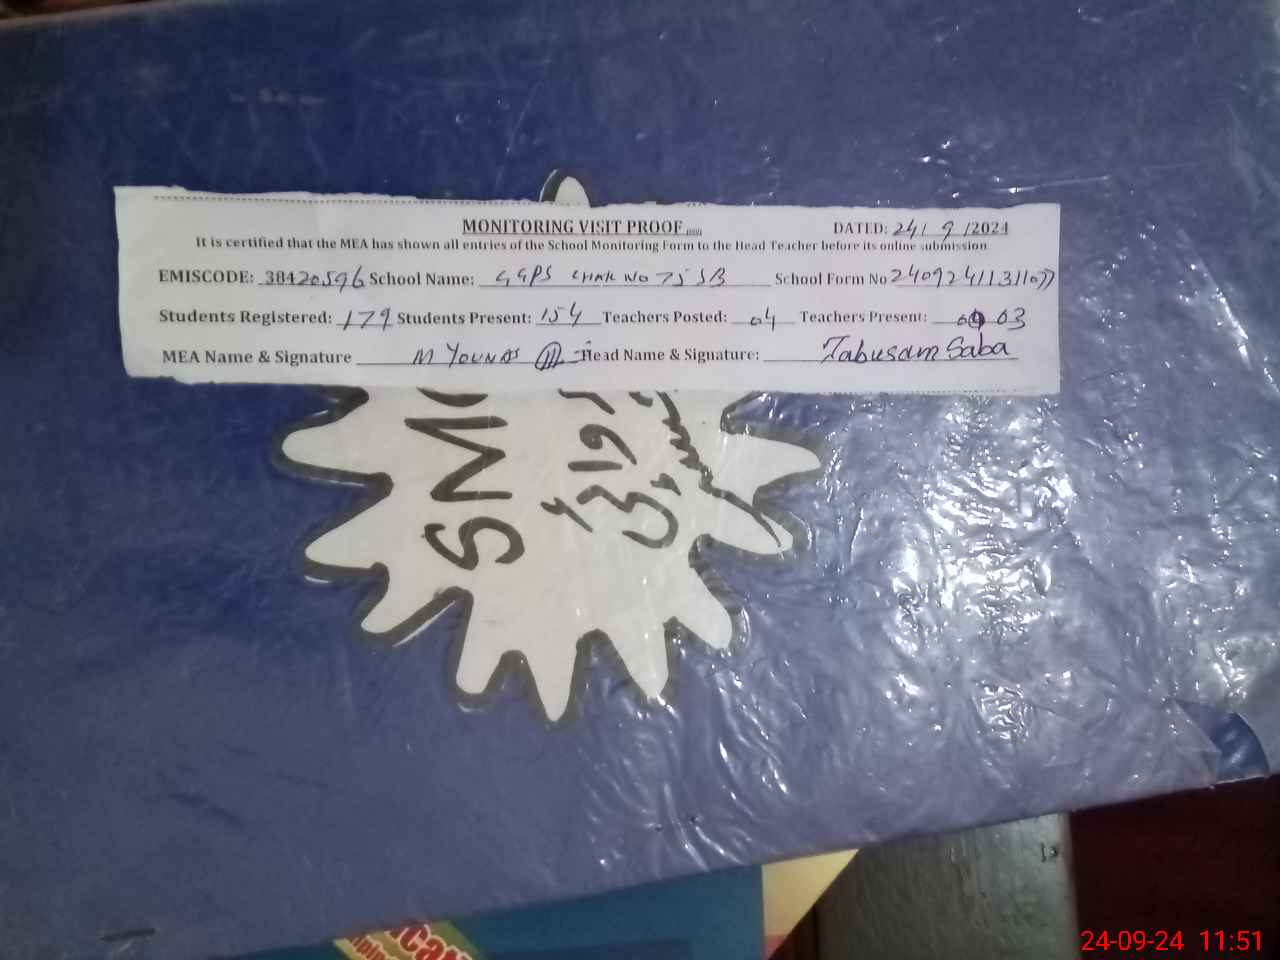 MONITORING VISIT PROOF
DATED: 24/ 9 /2024
It is certified that the MEA has shown all entries of the School Monitoring Form to the Head Teacher before its online submission.
EMISCODE: 38420596 School Name: GGPS CHAK NO 75 SB School Form No
Students Registered: 179 Students Present: 154 Teachers Posted: 04 Teachers Present: 03
MEA Name & Signature M YOUNAS Head Name & Signature: Tabusam Saba
SMC
24-09-24 11:51